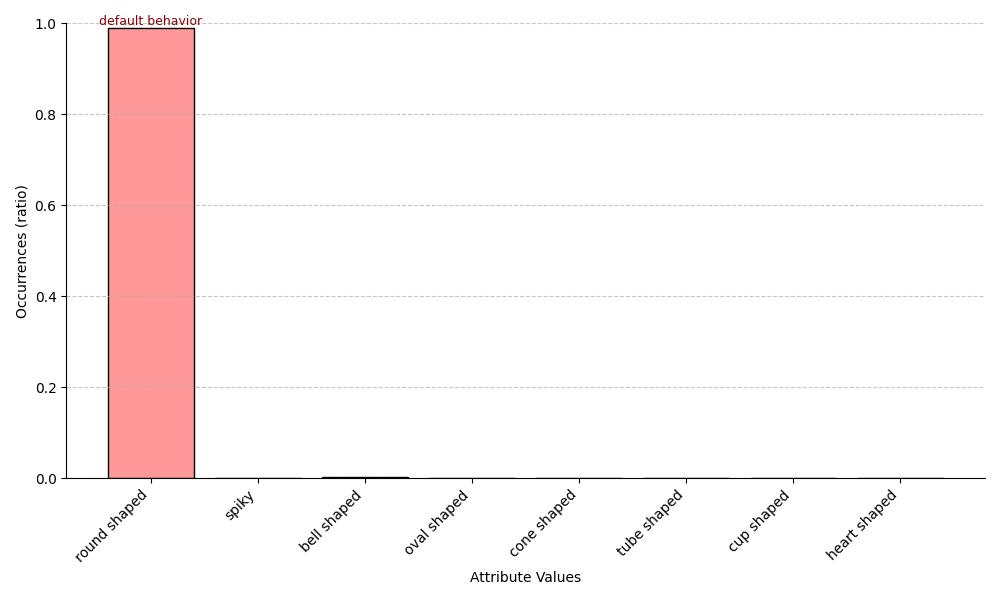 default behavior
1.0
0.8
0.6
0.4
0.2
0.0
Occurrences (ratio)
round shaped
spiky
bell shaped
oval shaped
cone shaped
tube shaped
cup shaped
heart shaped
Attribute Values